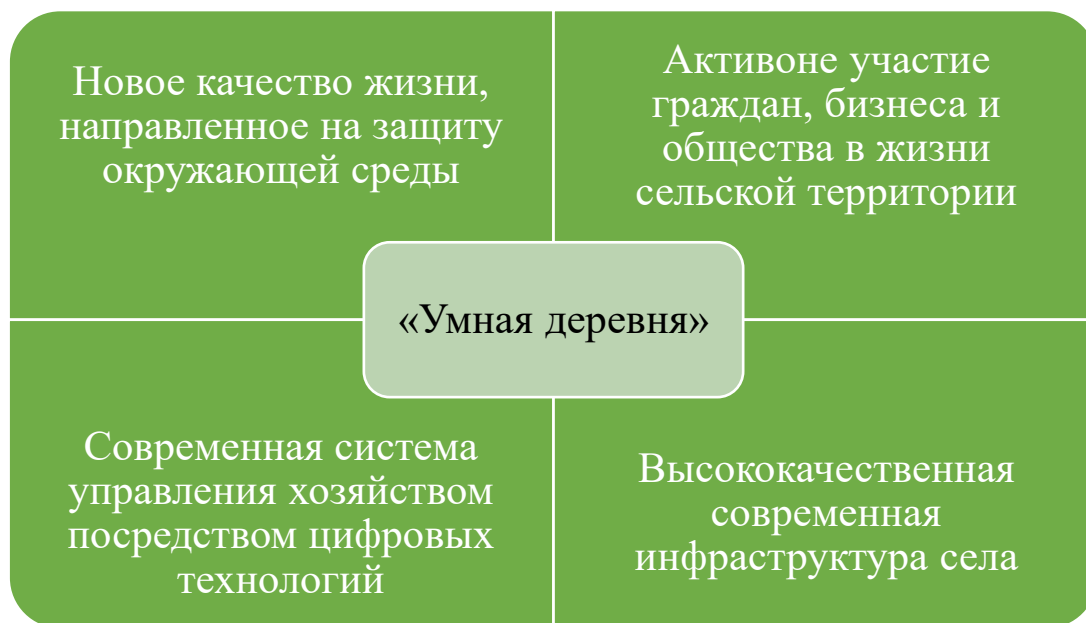 Новое качество жизни,
направленное на защиту
окружающей среды
Активоне участие
граждан, бизнеса и
общества в жизни
сельской территории
«Умная деревня»
Современная система
управления хозяйством
посредством цифровых
технологий
Высококачественная
современная
инфраструктура села